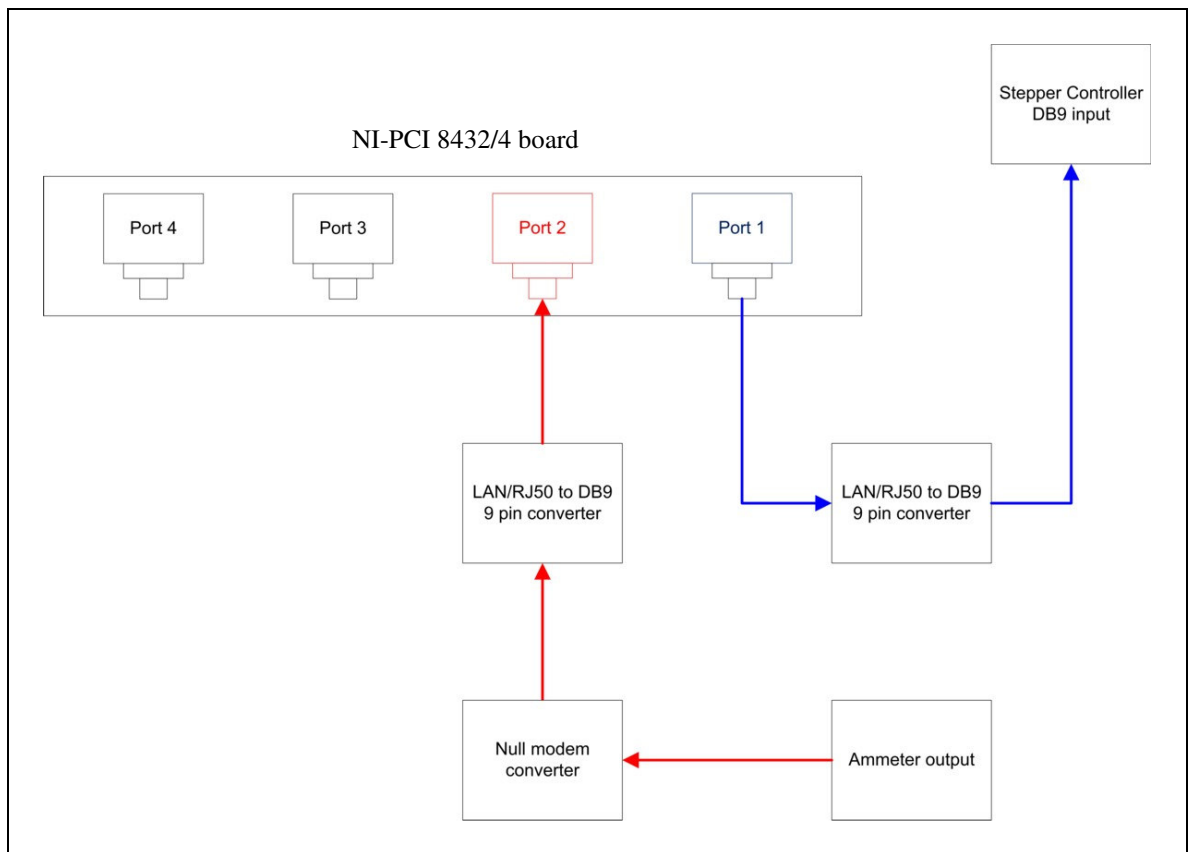 Stepper Controller
DB9 input
NI-PCI 8432/4 board
Port 4
Port 3
Port 2
Port 1
LAN/RJ50 to DB9
9 pin converter
LAN/RJ50 to DB9
9 pin converter
Null modem
converter
Ammeter output